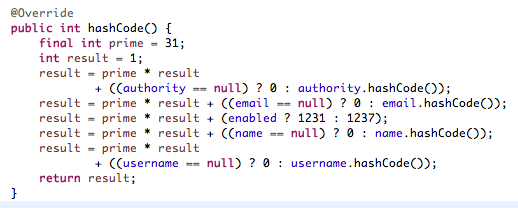 @Override
public int hashCode() {
    final int prime = 31;
    int result = 1;
    result = prime * result
            + ((authority == null) ? 0 : authority.hashCode());
    result = prime * result + ((email == null) ? 0 : email.hashCode());
    result = prime * result + (enabled ? 1231 : 1237);
    result = prime * result + ((name == null) ? 0 : name.hashCode());
    result = prime * result
            + ((username == null) ? 0 : username.hashCode());
    return result;
}